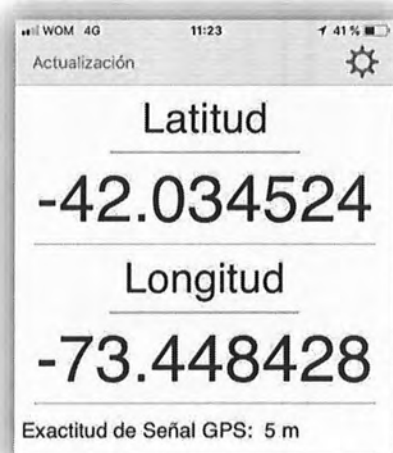 WOM 4G 11:23 41 %
Actualización
Latitud
-42.034524
Longitud
-73.448428
Exactitud de Señal GPS: 5 m